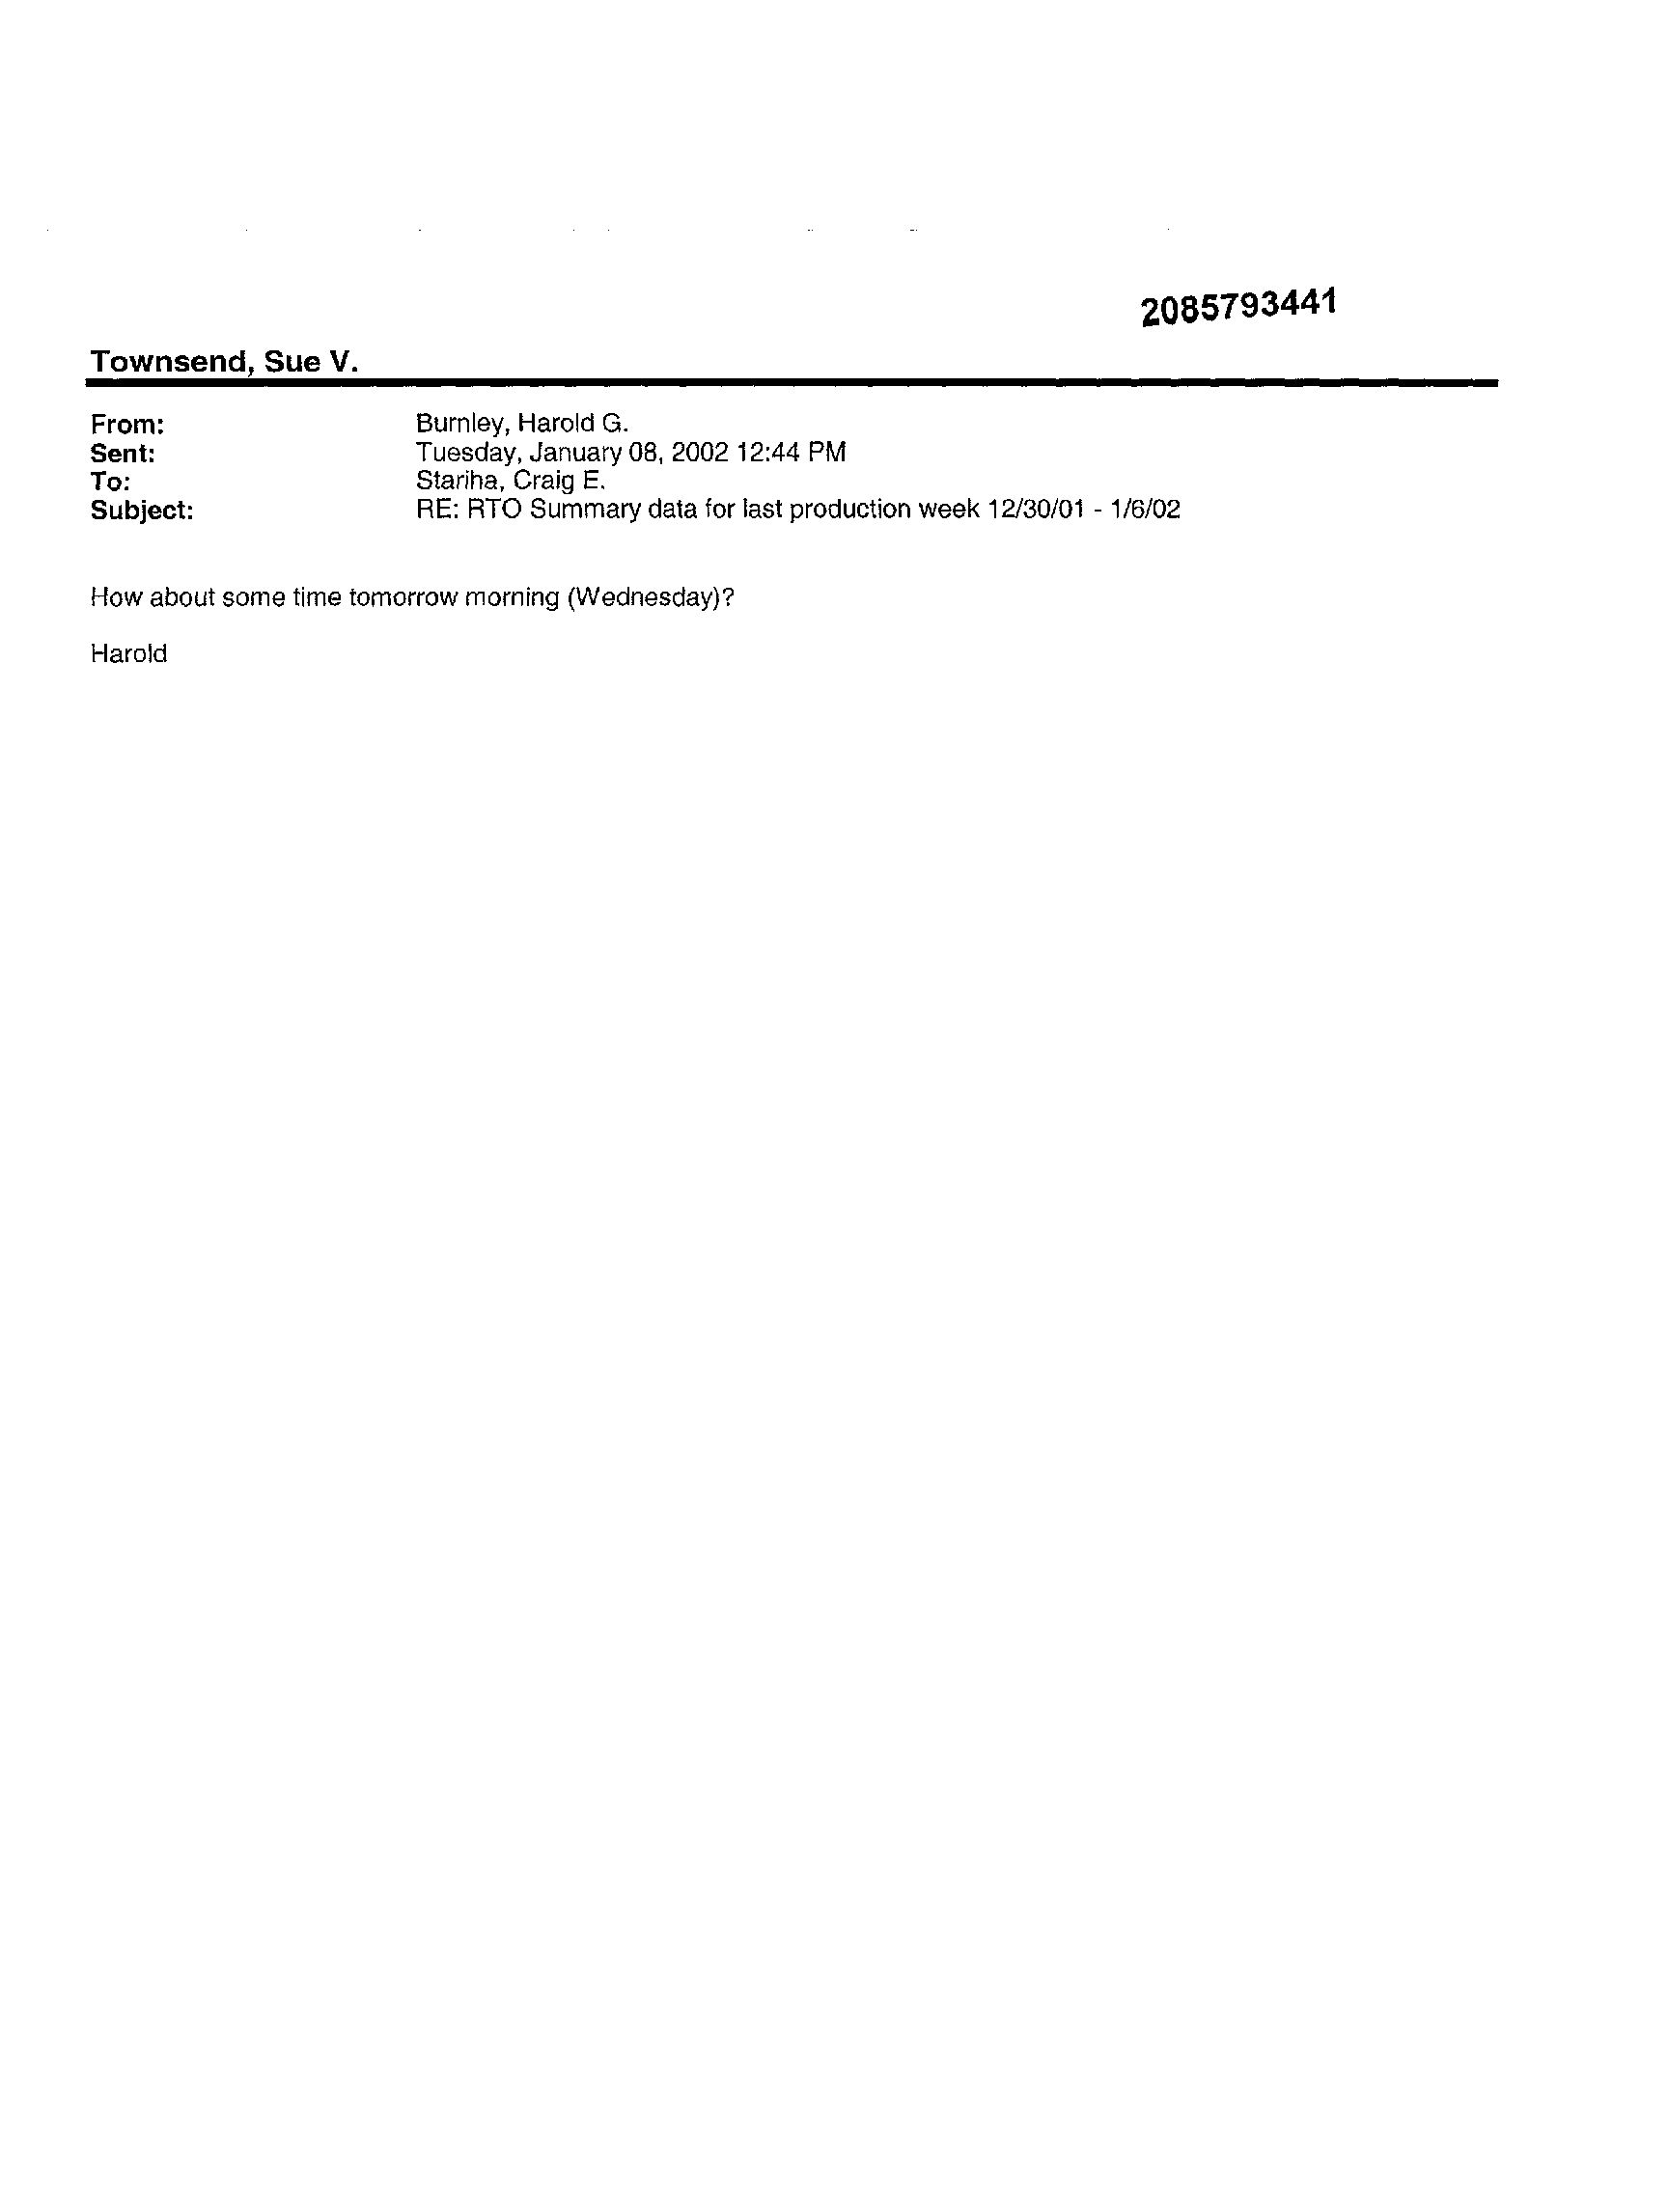 2085793441
Townsend, Sue V.
From: Burnley, Harold G.
Sent: Tuesday, January 08, 2002 12:44 PM
To: Stariha, Craig E.
Subject: RE: RTO Summary data for last production week 12/30/01 - 1/6/02
How about some time tomorrow morning (Wednesday)?
Harold